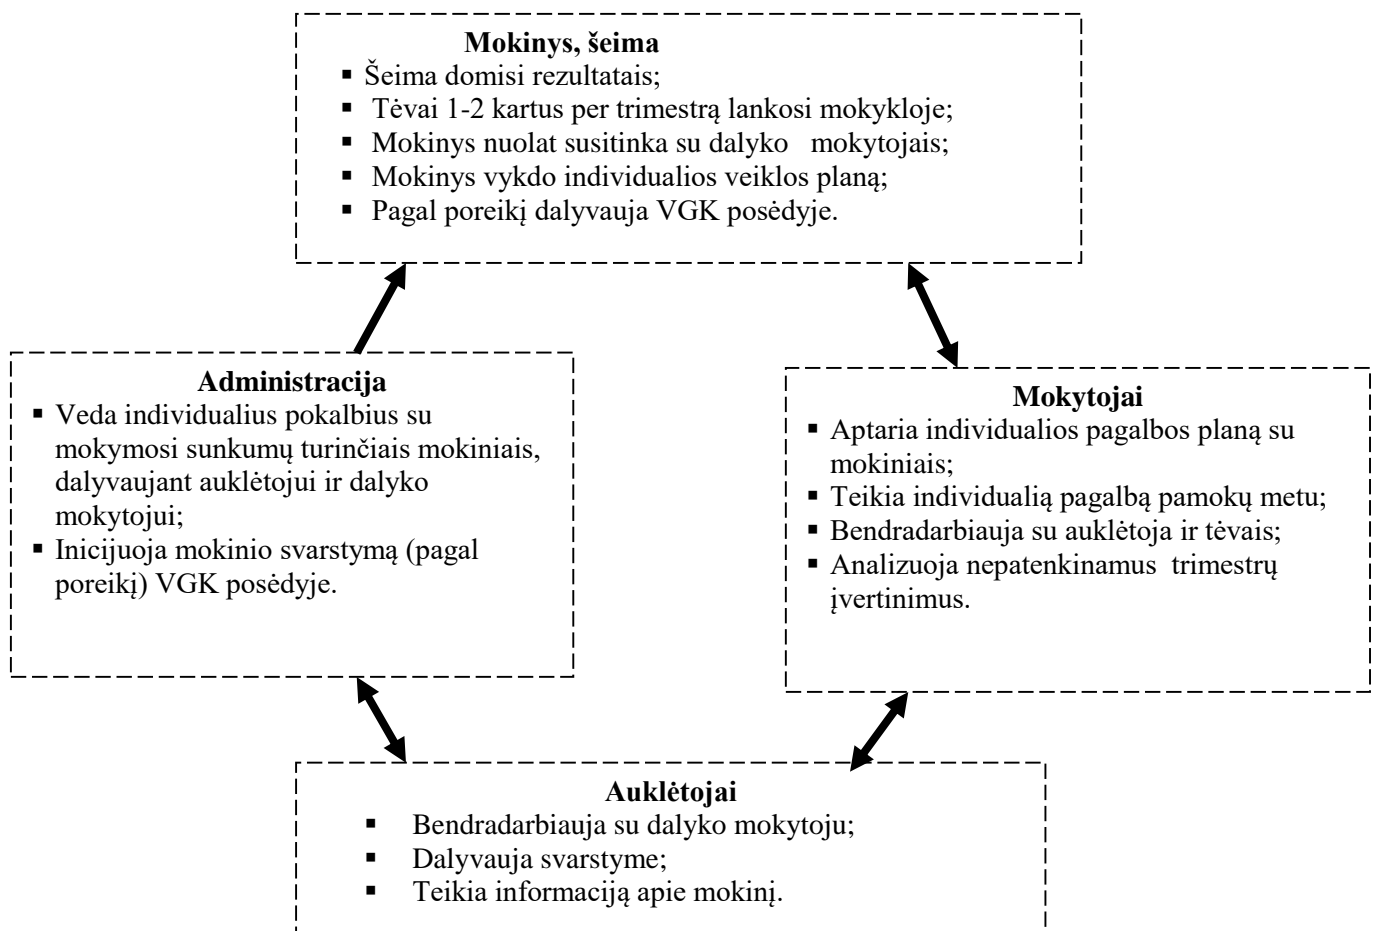 Mokinys, šeima
▪ Šeima domisi rezultatais;
▪ Tėvai 1-2 kartus per trimestrą lankosi mokykloje;
▪ Mokinys nuolat susitinka su dalyko mokytojais;
▪ Mokinys vykdo individualios veiklos planą;
▪ Pagal poreikį dalyvauja VGK posėdyje.
Administracija
▪ Veda individualius pokalbius su
mokymosi sunkumų turinčiais mokiniais,
dalyvaujant auklėtojui ir dalyko
mokytojui;
▪ Inicijuoja mokinio svarstymą (pagal
poreikį) VGK posėdyje.
Mokytojai
▪ Aptaria individualios pagalbos planą su
mokiniais;
▪ Teikia individualią pagalbą pamokų metu;
▪ Bendradarbiauja su auklėtoja ir tėvais;
▪ Analizuoja nepatenkinamus trimestrų
įvertinimus.
Auklėtojai
▪ Bendradarbiauja su dalyko mokytoju;
▪ Dalyvauja svarstyme;
▪ Teikia informaciją apie mokinį.